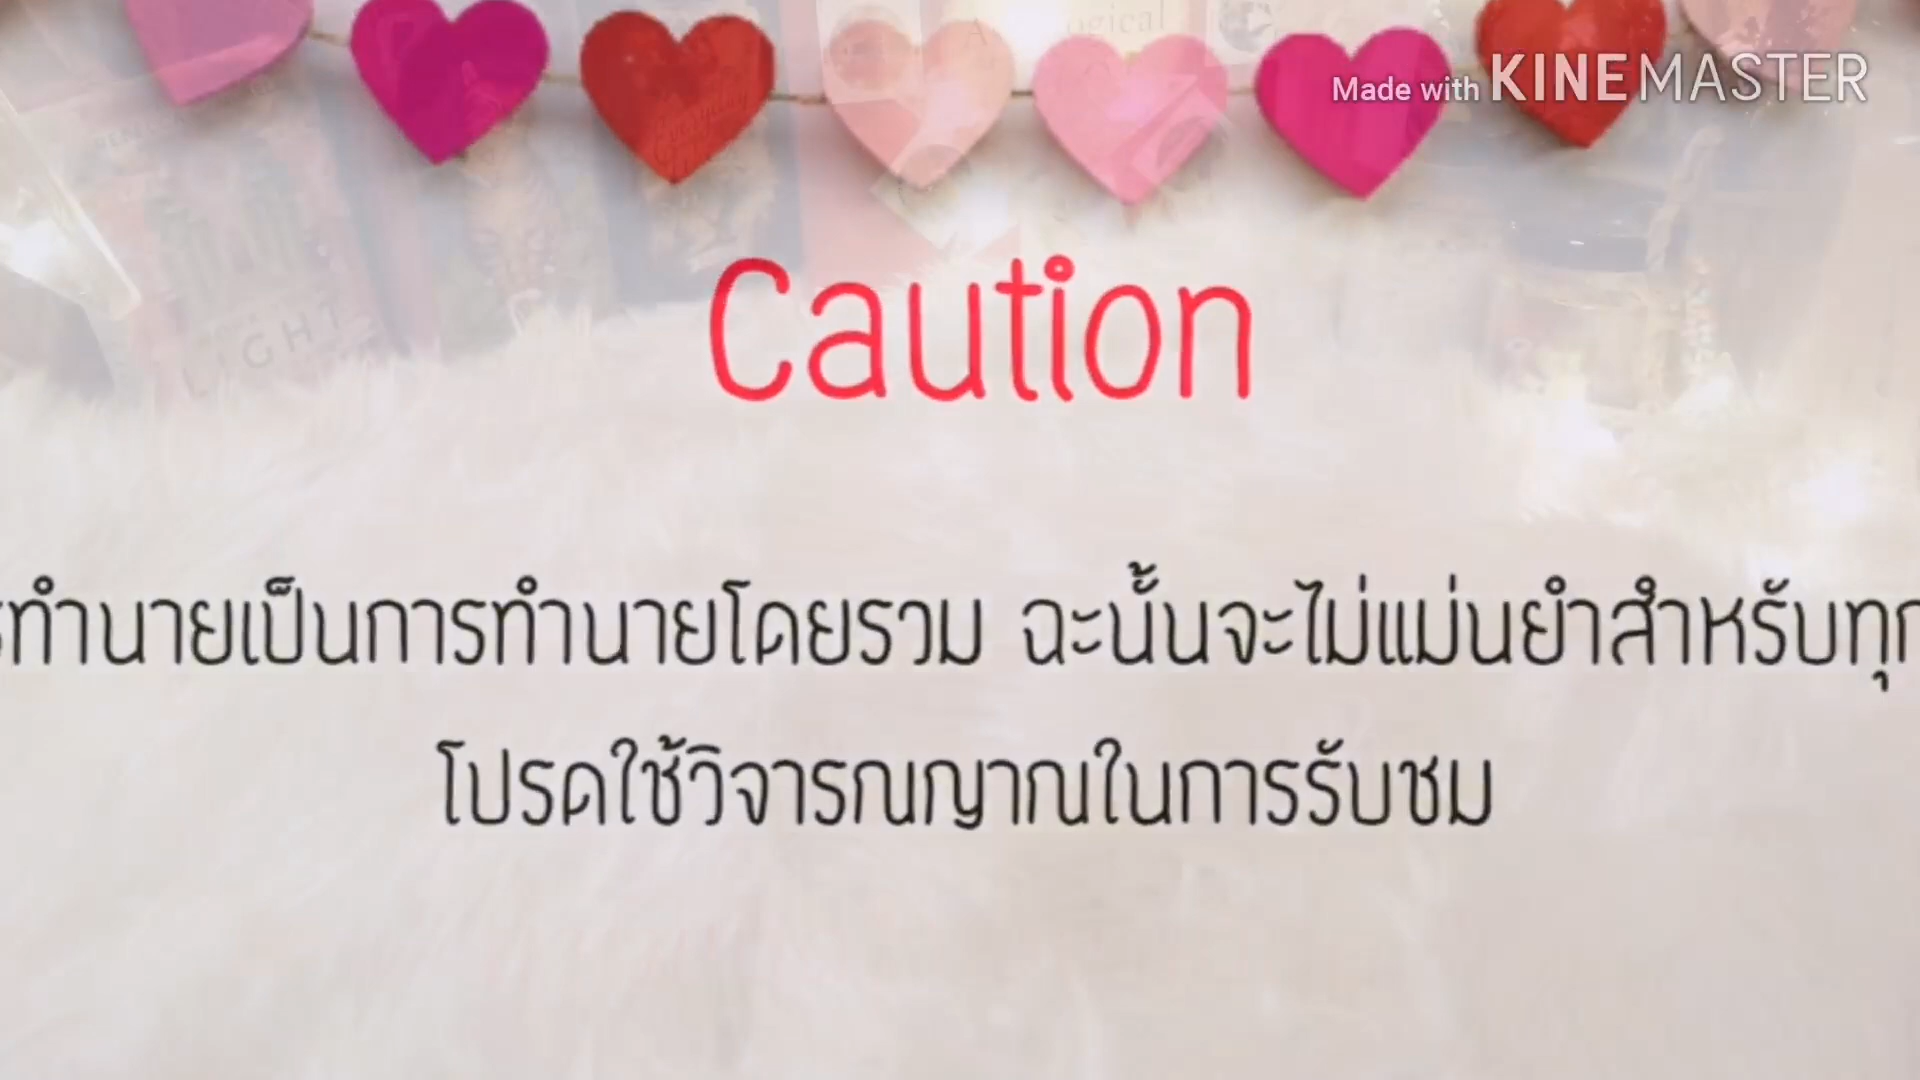 Made with KINEMASTER
Caution
ทำนายเป็นการทำนายโดยรวม ฉะนั้นจะไม่แม่นยำสำหรับทุก
โปรดใช้วิจารณญาณในการรับชม
LIGHT